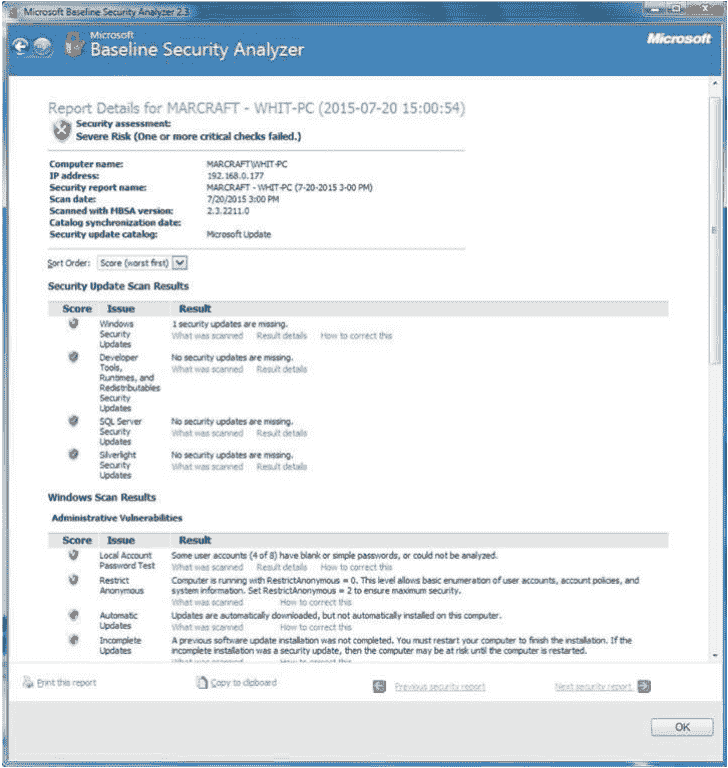 Microsoft Baseline Security Analyzer 2.3
Microsoft
Baseline Security Analyzer
Microsoft
Report Details for MARCRAFT - WHIT-PC (2015-07-20 15:00:54)
Security assessment:
Severe Risk (One or more critical checks failed.)
Computer name: MARCRAFT\WHIT-PC
IP address: 192.168.0.177
Security report name: MARCRAFT - WHIT-PC (7-20-2015 3-00 PM)
Scan date: 7/20/2015 3:00 PM
Scanned with MBSA version: 2.3.2211.0
Catalog synchronization date:
Security update catalog: Microsoft Update
Sort Order: Score (worst first)
Security Update Scan Results
Score Issue Result
Windows 1 security updates are missing.
Security What was scanned Result details How to correct this
Updates
Developer No security updates are missing.
Tools, What was scanned Result details
Runtimes, and
Redistributables
Security
Updates
SQL Server No security updates are missing.
Security What was scanned Result details
Updates
Silverlight No security updates are missing.
Security What was scanned Result details
Updates
Windows Scan Results
Administrative Vulnerabilities
Score Issue Result
Local Account Some user accounts (4 of 8) have blank or simple passwords, or could not be analyzed.
Password Test What was scanned Result details How to correct this
Restrict Computer is running with RestrictAnonymous = 0. This level allows basic enumeration of user accounts, account policies, and
Anonymous system information. Set RestrictAnonymous = 2 to ensure maximum security.
What was scanned How to correct this
Automatic Updates are automatically downloaded, but not automatically installed on this computer.
Updates What was scanned How to correct this
Incomplete A previous software update installation was not completed. You must restart your computer to finish the installation. If the
Updates incomplete installation was a security update, then the computer may be at risk until the computer is restarted.
What was scanned How to correct this
Print this report Copy to clipboard Previous security report Next security report
OK